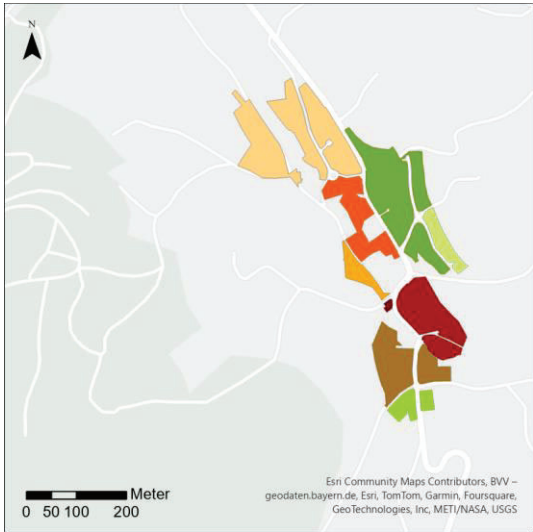 N
Meter
0 50 100 200
Esri Community Maps Contributors, BVV –
geodaten.bayern.de, Esri, TomTom, Garmin, Foursquare,
GeoTechnologies, Inc, METI/NASA, USGS